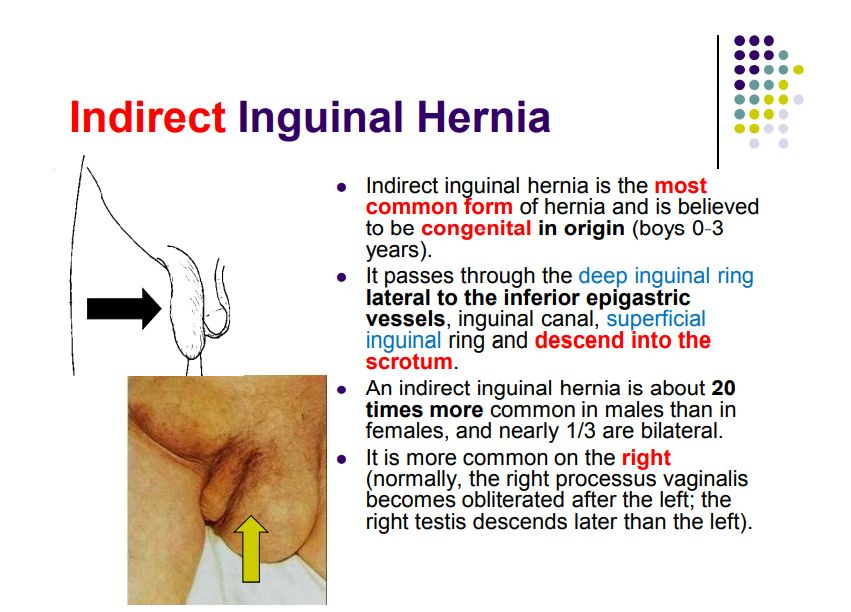 Indirect Inguinal Hernia
● Indirect inguinal hernia is the most
common form of hernia and is believed
to be congenital in origin (boys 0-3
years).
● It passes through the deep inguinal ring
lateral to the inferior epigastric
vessels, inguinal canal, superficial
inguinal ring and descend into the
scrotum.
● An indirect inguinal hernia is about 20
times more common in males than in
females, and nearly 1/3 are bilateral.
● It is more common on the right
(normally, the right processus vaginalis
becomes obliterated after the left; the
right testis descends later than the left).